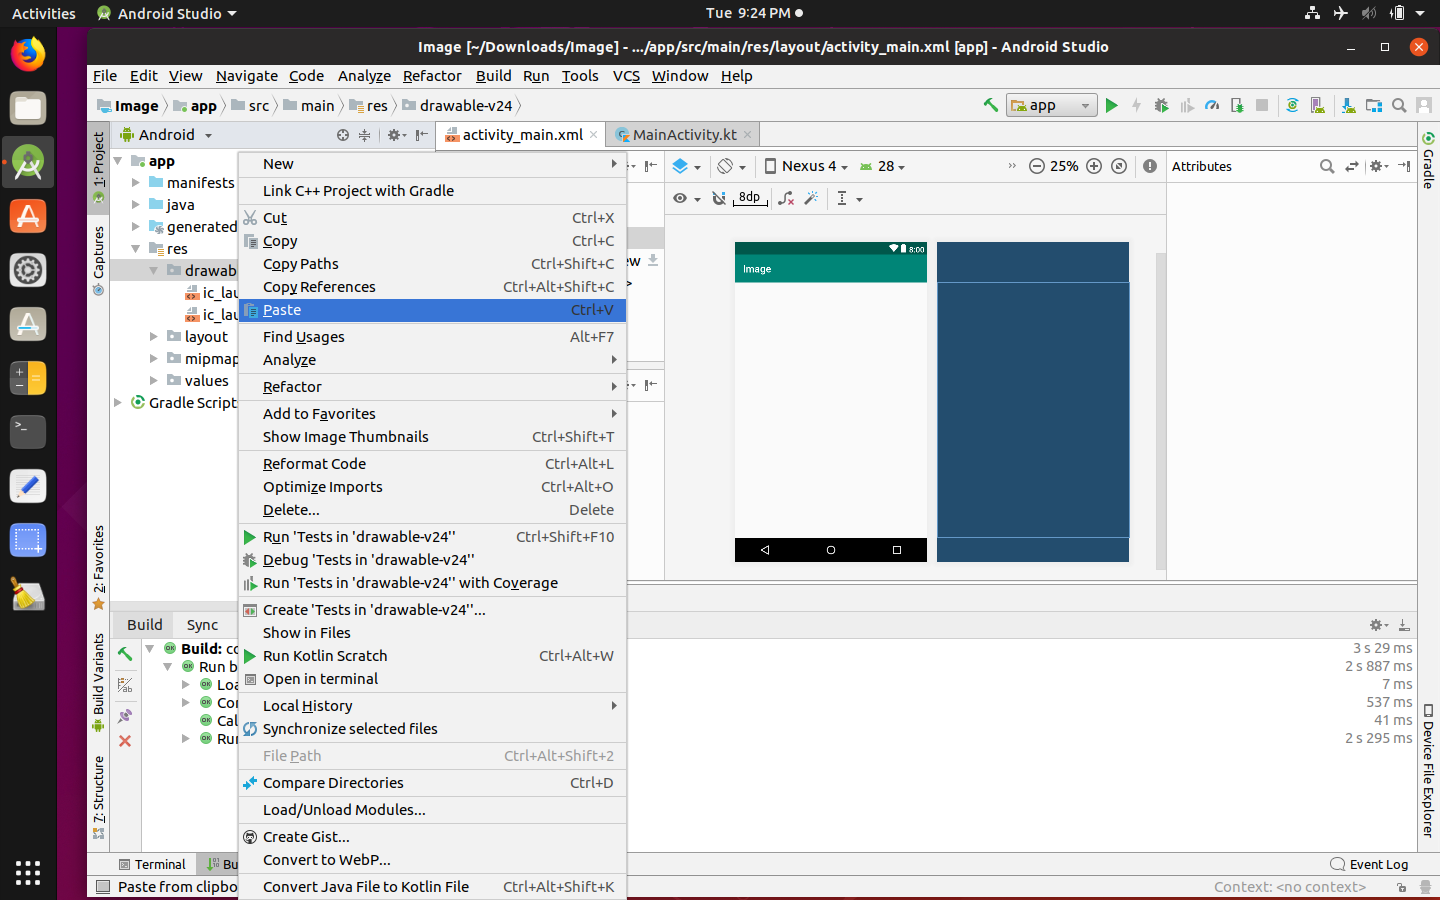 Activities
Android Studio
Tue 9:24 PM
Image [~/Downloads/Image] - .../app/src/main/res/layout/activity_main.xml [app] - Android Studio
File Edit View Navigate Code Analyze Refactor Build Run Tools VCS Window Help
Image app src main res drawable-v24
app
Android
activity_main.xml
MainActivity.kt
1: Project
Captures
2: Favorites
Build Variants
7: Structure
app
manifests
java
generated
res
drawab
ic_lau
ic_lau
layout
mipmap
values
Gradle Script
New
Link C++ Project with Gradle
Cut Ctrl+X
Copy Ctrl+C
Copy Paths Ctrl+Shift+C
Copy References Ctrl+Alt+Shift+C
Paste Ctrl+V
Find Usages Alt+F7
Analyze
Refactor
Add to Favorites
Show Image Thumbnails Ctrl+Shift+T
Reformat Code Ctrl+Alt+L
Optimize Imports Ctrl+Alt+O
Delete... Delete
Run 'Tests in 'drawable-v24'' Ctrl+Shift+F10
Debug 'Tests in 'drawable-v24''
Run 'Tests in 'drawable-v24'' with Coverage
Create 'Tests in 'drawable-v24''...
Show in Files
Run Kotlin Scratch Ctrl+Alt+W
Open in terminal
Local History
Synchronize selected files
File Path Ctrl+Alt+Shift+2
Compare Directories Ctrl+D
Load/Unload Modules...
Create Gist...
Convert to WebP...
Convert Java File to Kotlin File Ctrl+Alt+Shift+K
ew
>
Nexus 4
28
25%
8dp
8:00
Image
Attributes
Gradle
Device File Explorer
Build Sync
Build: co
Run b
Loa
Con
Cal
Run
3 s 29 ms
2 s 887 ms
7 ms
537 ms
41 ms
2 s 295 ms
Terminal
Bu
Event Log
Paste from clipbo
Context: <no context>